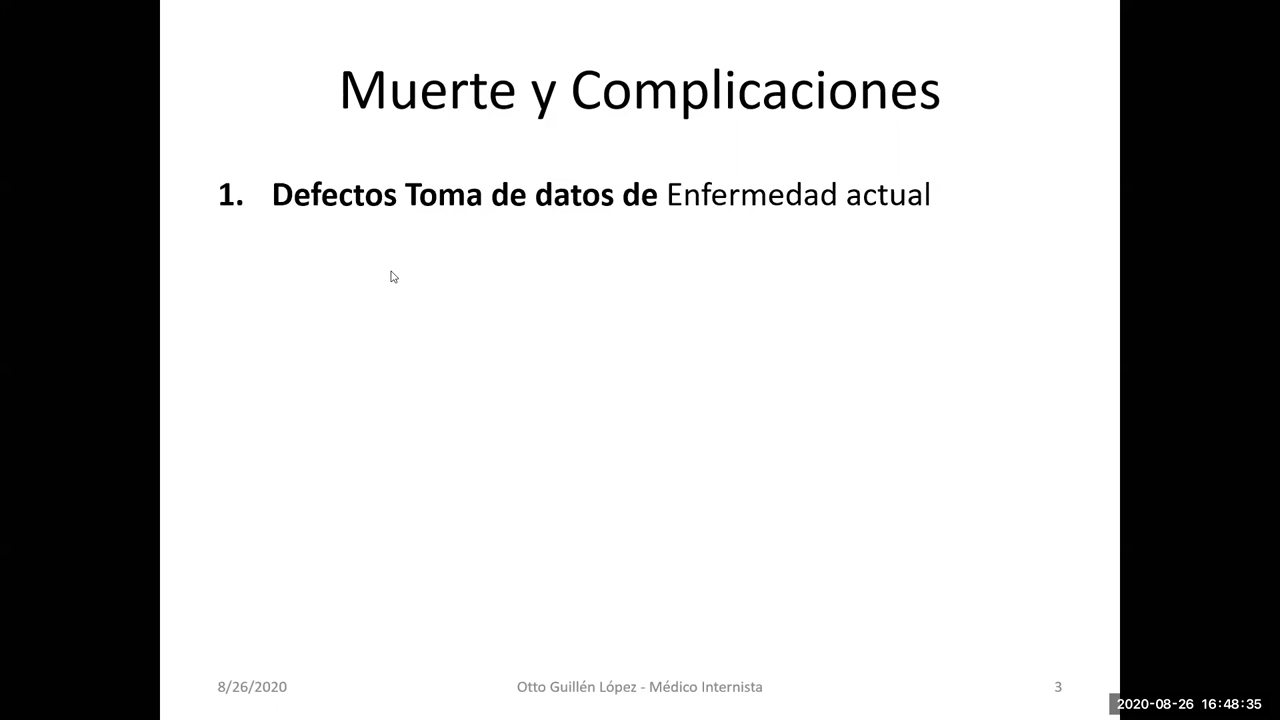 Muerte y Complicaciones
1. Defectos Toma de datos de Enfermedad actual
8/26/2020
Otto Guillén López - Médico Internista
3
2020-08-26 16:48:35